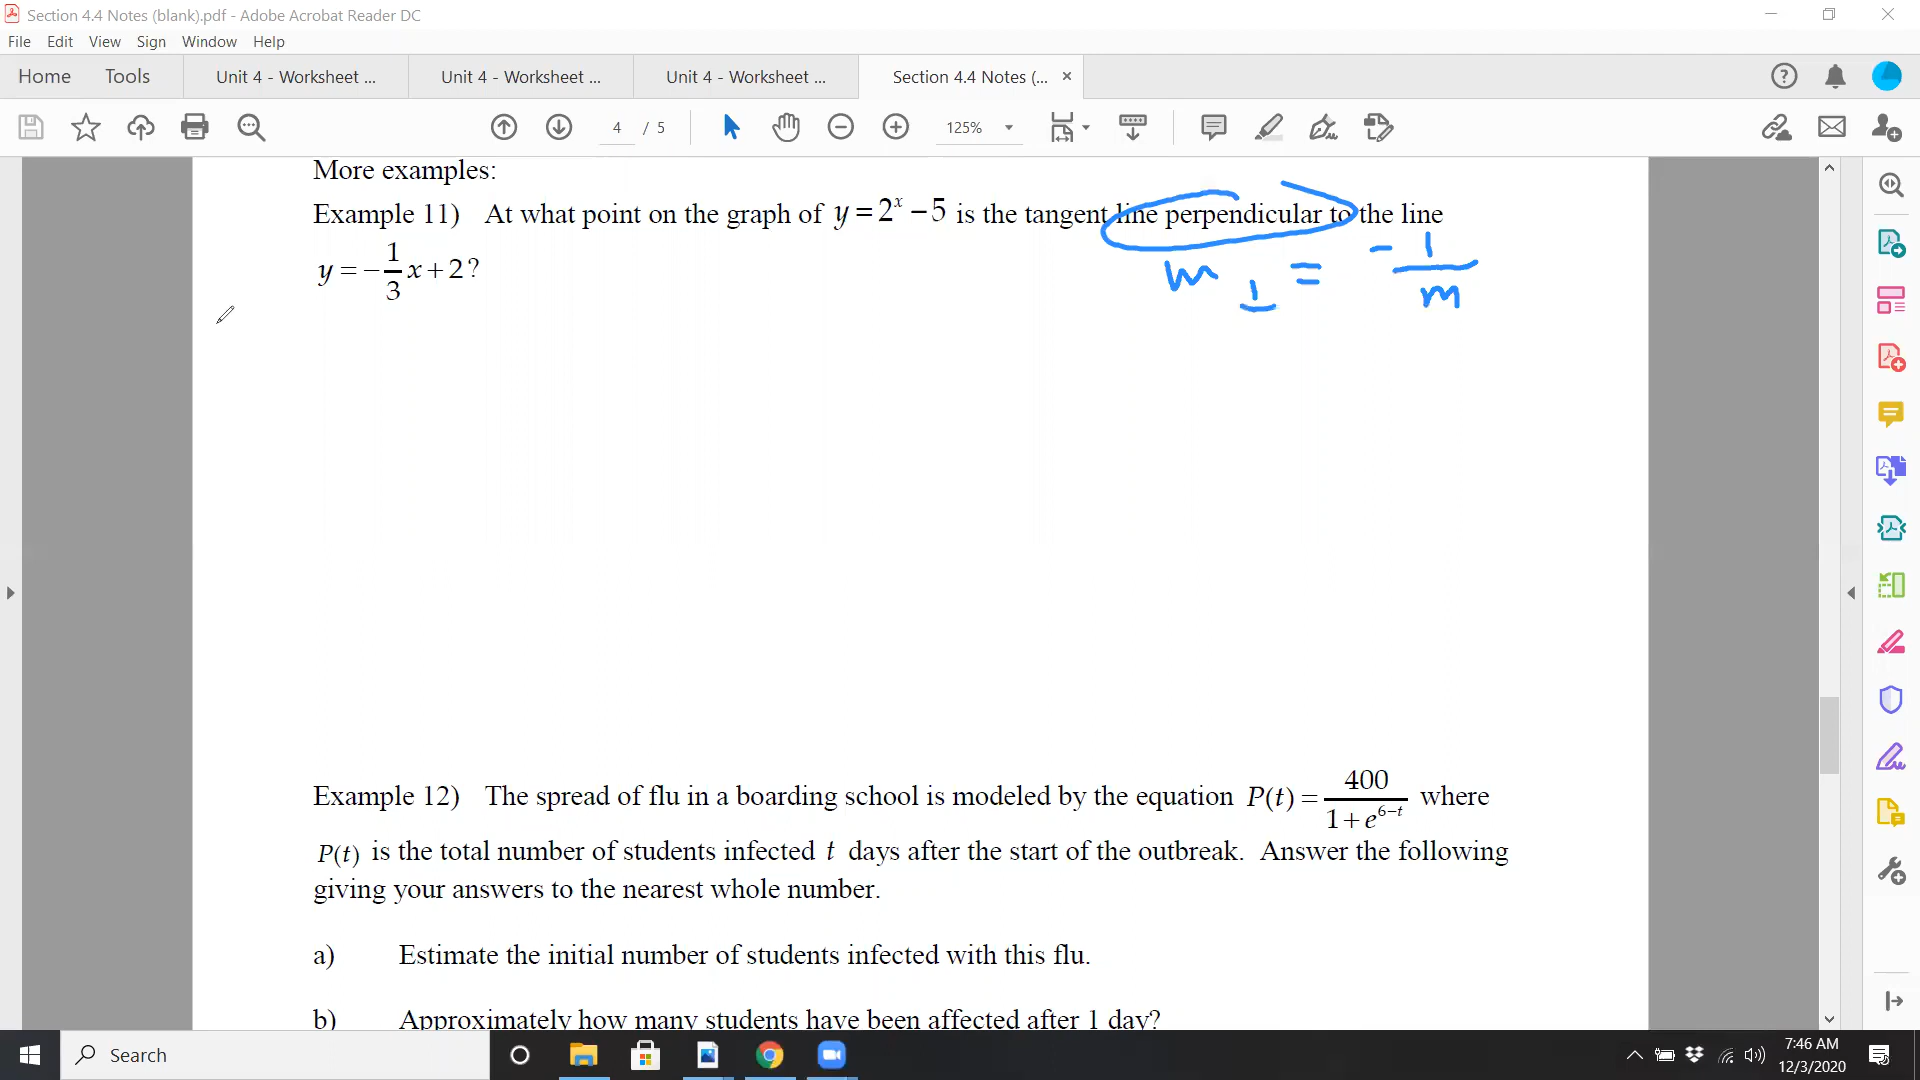 Section 4.4 Notes (blank).pdf - Adobe Acrobat Reader DC
File Edit View Sign Window Help
Home Tools Unit 4 - Worksheet ... Unit 4 - Worksheet ... Unit 4 - Worksheet ... Section 4.4 Notes (... ×
4 / 5 125%
More examples:
Example 11) At what point on the graph of y = 2^x − 5 is the tangent line perpendicular to the line
y = −1/3 x + 2?
m ⊥ = − 1/m
Example 12) The spread of flu in a boarding school is modeled by the equation P(t) = 400/(1 + e^(6−t)) where
P(t) is the total number of students infected t days after the start of the outbreak. Answer the following
giving your answers to the nearest whole number.
a) Estimate the initial number of students infected with this flu.
b) Approximately how many students have been affected after 1 day?
Search
7:46 AM
12/3/2020